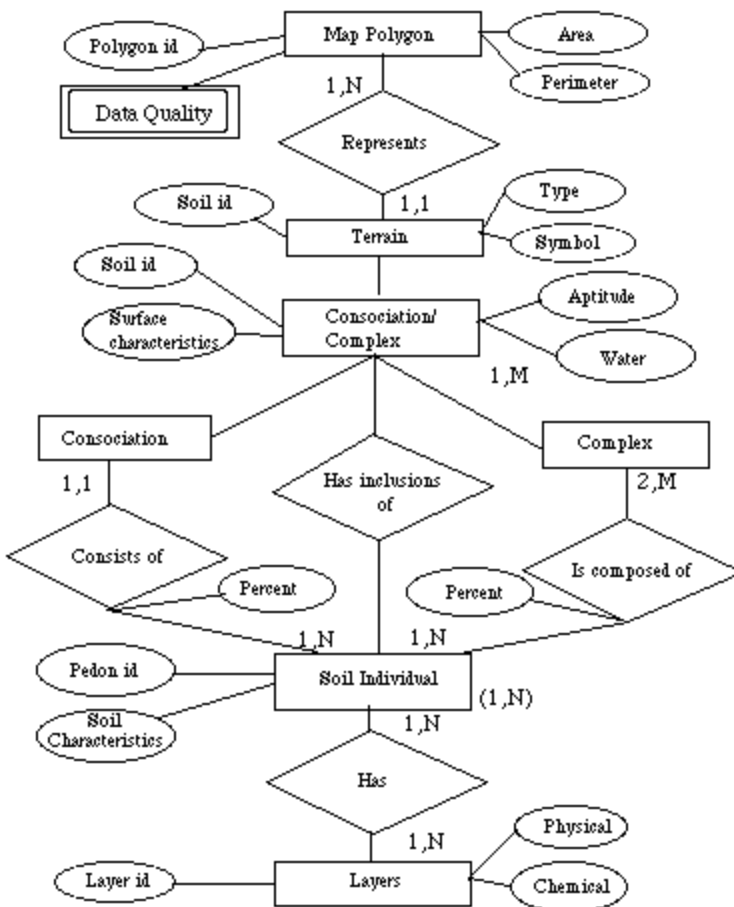 Polygon id
Map Polygon
Area
Perimeter
Data Quality
1,N
Represents
1,1
Soil id
Terrain
Type
Symbol
Soil id
Surface
characteristics
Consociation/
Complex
Aptitude
Water
1,M
Consociation
Complex
1,1
Has inclusions
of
2,M
Consists of
Is composed of
Percent
Percent
1,N
1,N
Pedon id
Soil Individual
(1,N)
Soil
Characteristics
1,N
Has
1,N
Physical
Layer id
Layers
Chemical